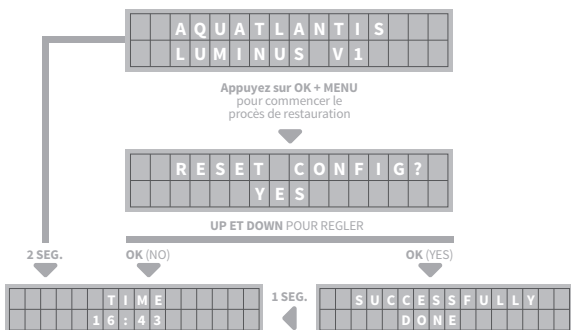 AQUATLANTIS
LUMINUS V1
Appuyez sur OK + MENU
pour commencer le
procès de restauration
RESET CONFIG?
YES
UP ET DOWN POUR REGLER
2 SEG.
OK (NO)
OK (YES)
TIME
16:43
1 SEG.
SUCCESSFULLY
DONE